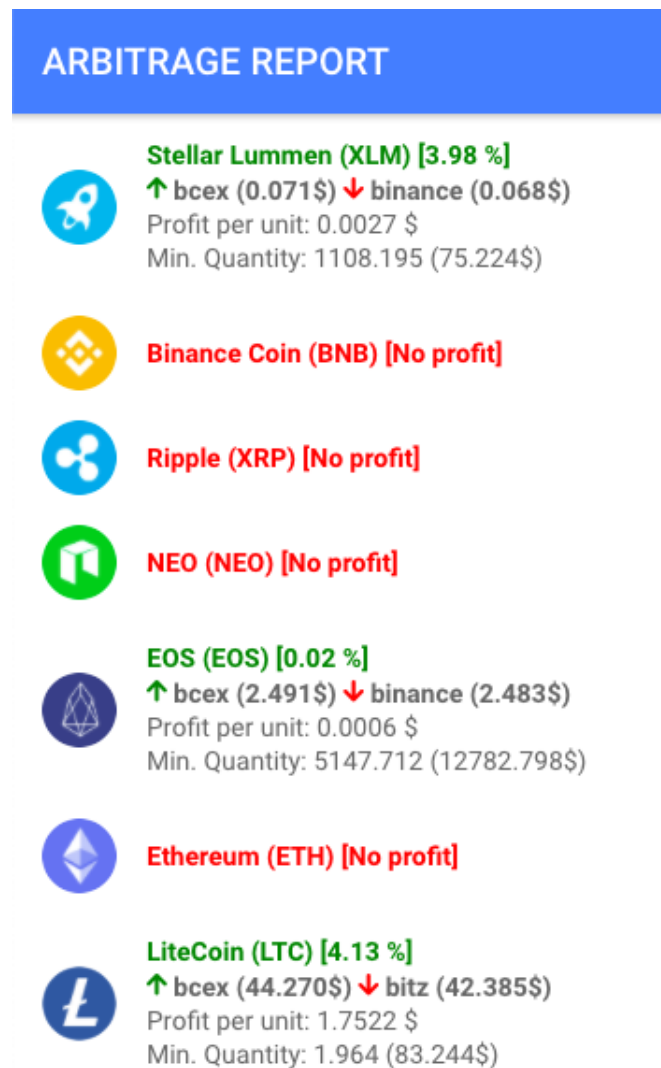 ARBITRAGE REPORT
Stellar Lummen (XLM) [3.98 %]
↑ bcex (0.071$) ↓ binance (0.068$)
Profit per unit: 0.0027 $
Min. Quantity: 1108.195 (75.224$)
Binance Coin (BNB) [No profit]
Ripple (XRP) [No profit]
NEO (NEO) [No profit]
EOS (EOS) [0.02 %]
↑ bcex (2.491$) ↓ binance (2.483$)
Profit per unit: 0.0006 $
Min. Quantity: 5147.712 (12782.798$)
Ethereum (ETH) [No profit]
LiteCoin (LTC) [4.13 %]
↑ bcex (44.270$) ↓ bitz (42.385$)
Profit per unit: 1.7522 $
Min. Quantity: 1.964 (83.244$)